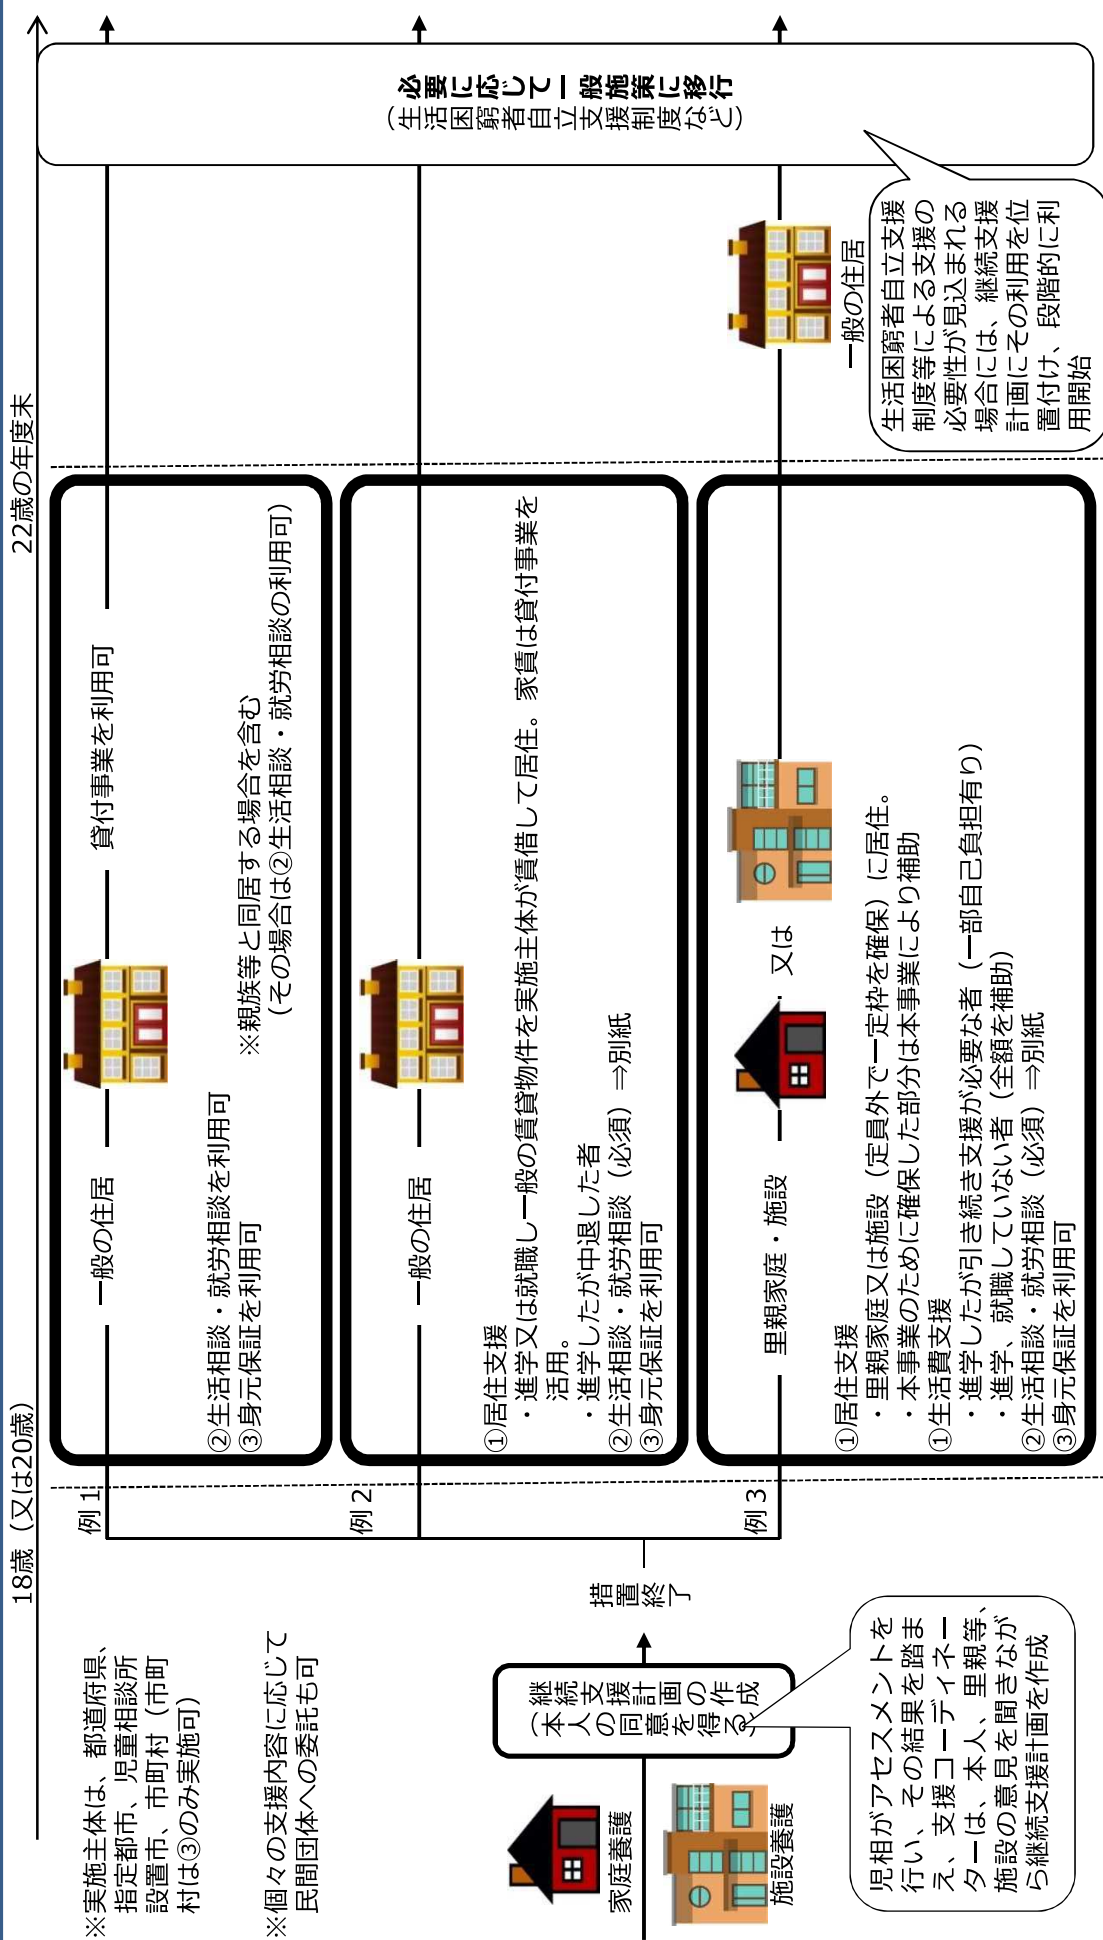 18歳（又は20歳）
22歳の年度末
※実施主体は、都道府県、
指定都市、児童相談所
設置市、市町村（市町
村は③のみ実施可）
※個々の支援内容に応じて
民間団体への委託も可
家庭養護
施設養護
継続支援計画の作成
（本人の同意を得る）
児相がアセスメントを
行い、その結果を踏ま
え、支援コーディネー
ターは、本人、里親等、
施設の意見を聞きなが
ら継続支援計画を作成
措置
終了
例１
一般の住居
貸付事業を利用可
②生活相談・就労相談を利用可
③身元保証を利用可
※親族等と同居する場合を含む
（その場合は②生活相談・就労相談の利用可）
例２
一般の住居
①居住支援
・進学又は就職し一般の賃貸物件を実施主体が賃借して居住。家賃は貸付事業を
活用。
・進学したが中退した者
②生活相談・就労相談（必須）⇒別紙
③身元保証を利用可
例３
里親家庭・施設
又は
①居住支援
・里親家庭又は施設（定員外で一定枠を確保）に居住。
・本事業のために確保した部分は本事業により補助
①生活費支援
・進学したが引き続き支援が必要な者（一部自己負担有り）
・進学、就職していない者（全額を補助）
②生活相談・就労相談（必須）⇒別紙
③身元保証を利用可
一般の住居
必要に応じて一般施策に移行
（生活困窮者自立支援制度など）
生活困窮者自立支援
制度等による支援の
必要性が見込まれる
場合には、継続支援
計画にその利用を位
置付け、段階的に利
用開始